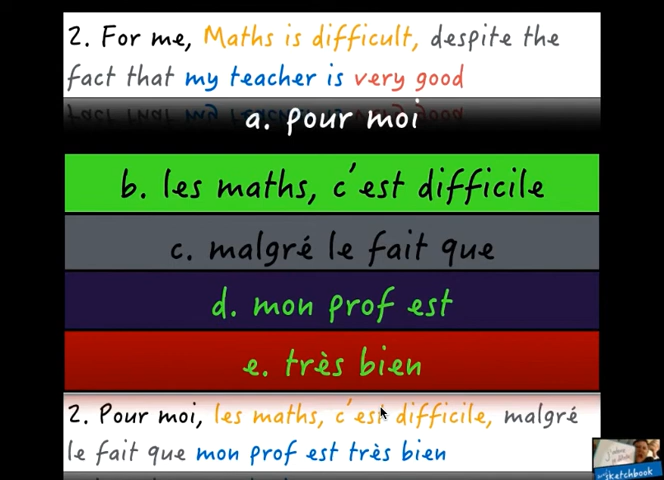 2. For me, Maths is difficult, despite the
fact that my teacher is very good
a. pour moi
b. les maths, c'est difficile
c. malgré le fait que
d. mon prof est
e. très bien
2. Pour moi, les maths, c'est difficile, malgré
le fait que mon prof est très bien
sketchbook